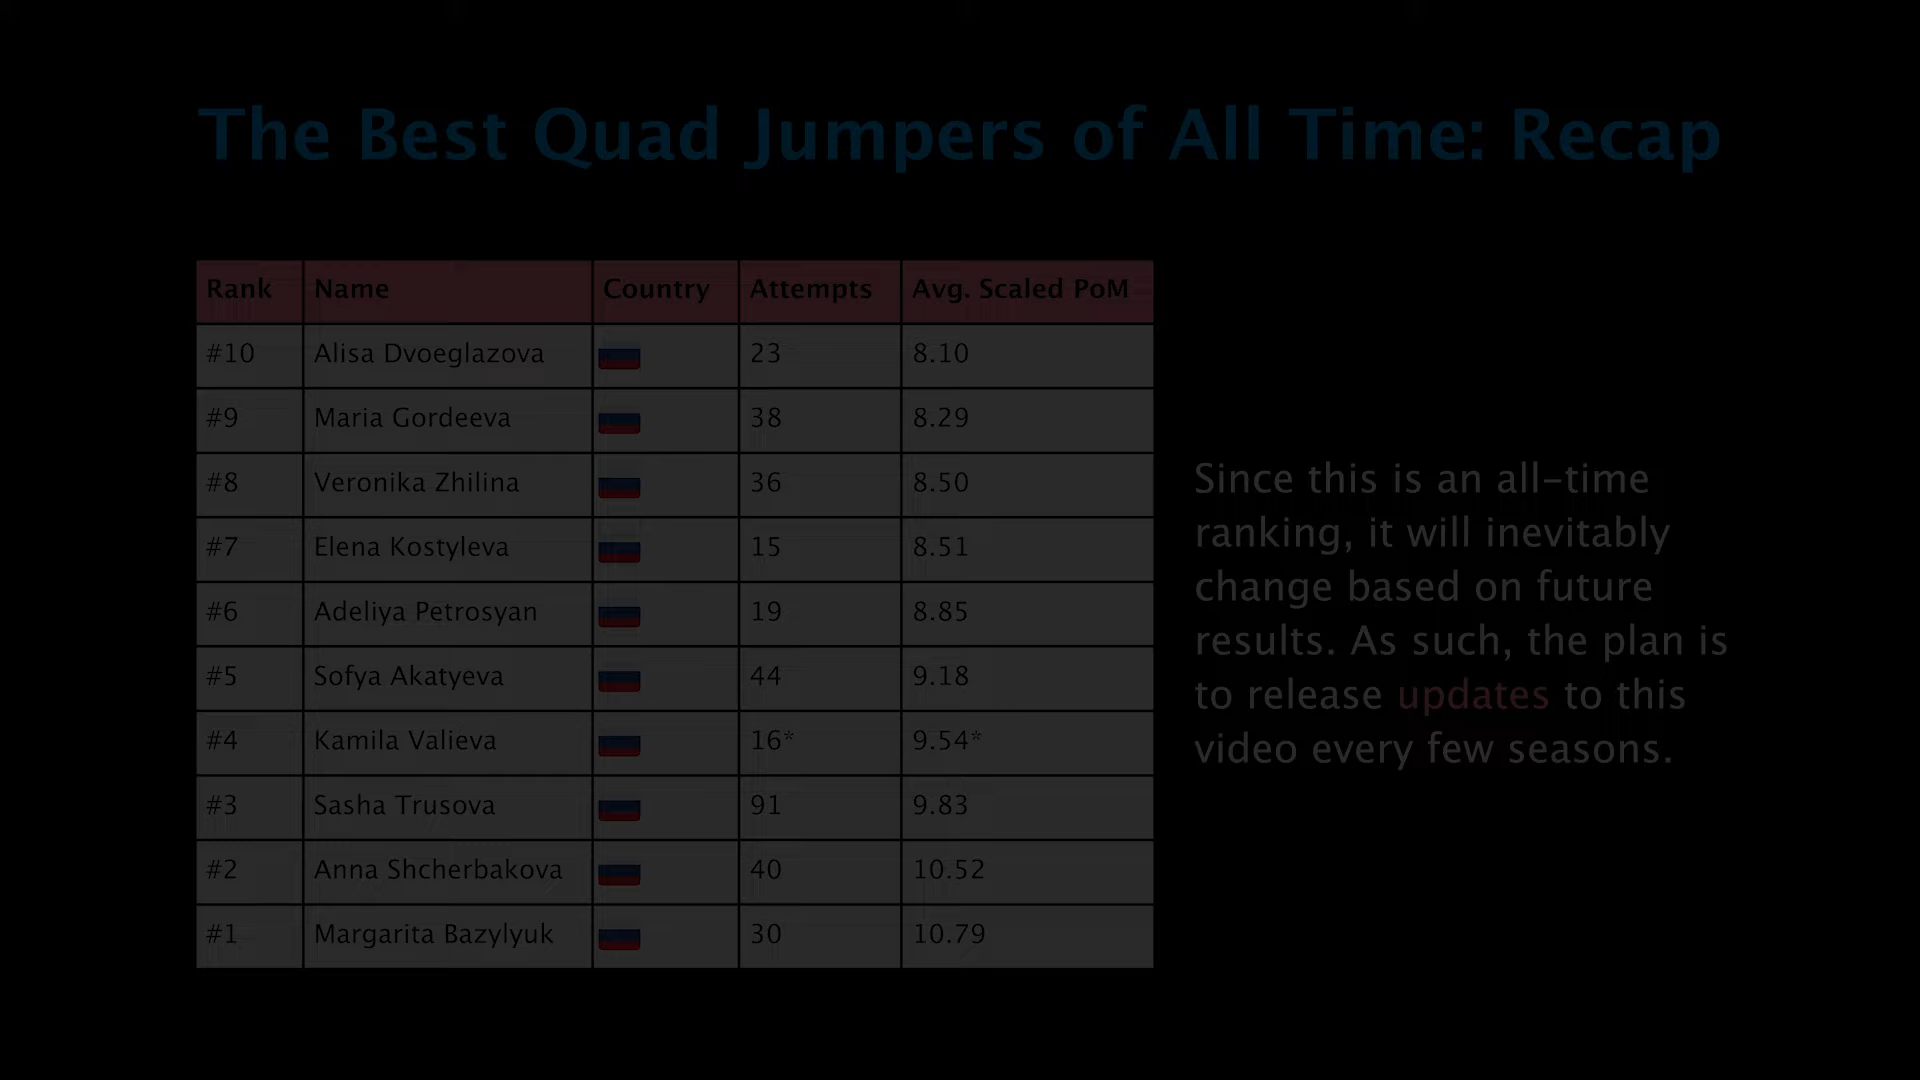 The Best Quad Jumpers of All Time: Recap
Rank Name Country Attempts Avg. Scaled PoM
#10 Alisa Dvoeglazova 23 8.10
#9 Maria Gordeeva 38 8.29
#8 Veronika Zhilina 36 8.50
#7 Elena Kostyleva 15 8.51
#6 Adeliya Petrosyan 19 8.85
#5 Sofya Akatyeva 44 9.18
#4 Kamila Valieva 16* 9.54*
#3 Sasha Trusova 91 9.83
#2 Anna Shcherbakova 40 10.52
#1 Margarita Bazylyuk 30 10.79
Since this is an all-time
ranking, it will inevitably
change based on future
results. As such, the plan is
to release updates to this
video every few seasons.